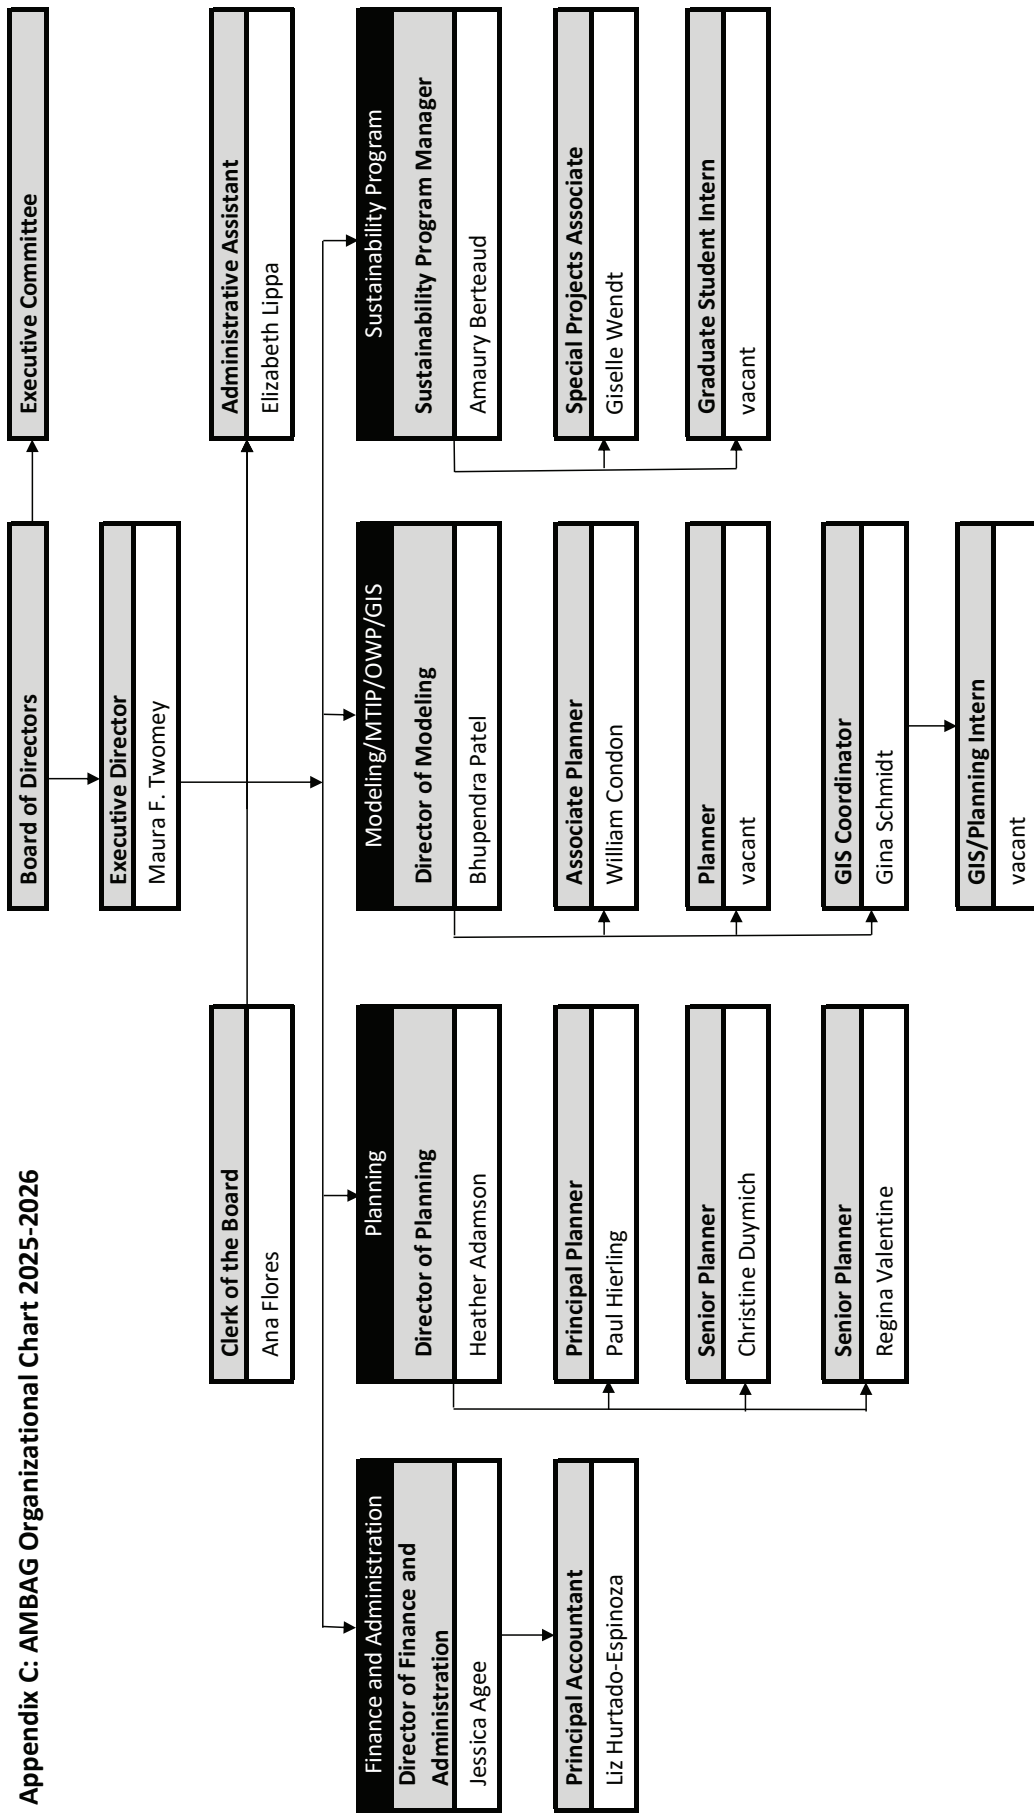 Appendix C: AMBAG Organizational Chart 2025-2026
Board of Directors
Executive Committee
Executive Director
Maura F. Twomey
Clerk of the Board
Ana Flores
Administrative Assistant
Elizabeth Lippa
Finance and Administration
Director of Finance and
Administration
Jessica Agee
Principal Accountant
Liz Hurtado-Espinoza
Planning
Director of Planning
Heather Adamson
Principal Planner
Paul Hierling
Senior Planner
Christine Duymich
Senior Planner
Regina Valentine
Modeling/MTIP/OWP/GIS
Director of Modeling
Bhupendra Patel
Associate Planner
William Condon
Planner
vacant
GIS Coordinator
Gina Schmidt
GIS/Planning Intern
vacant
Sustainability Program
Sustainability Program Manager
Amaury Berteaud
Special Projects Associate
Giselle Wendt
Graduate Student Intern
vacant